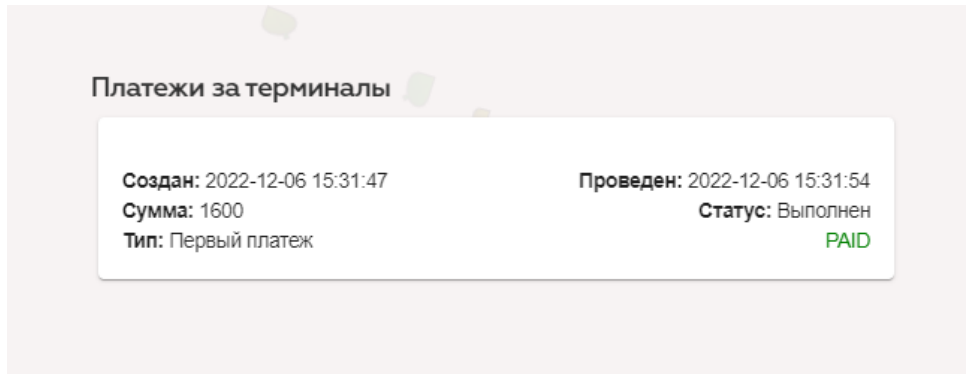 Платежи за терминалы
Создан: 2022-12-06 15:31:47
Проведен: 2022-12-06 15:31:54
Сумма: 1600
Статус: Выполнен
Тип: Первый платеж
PAID